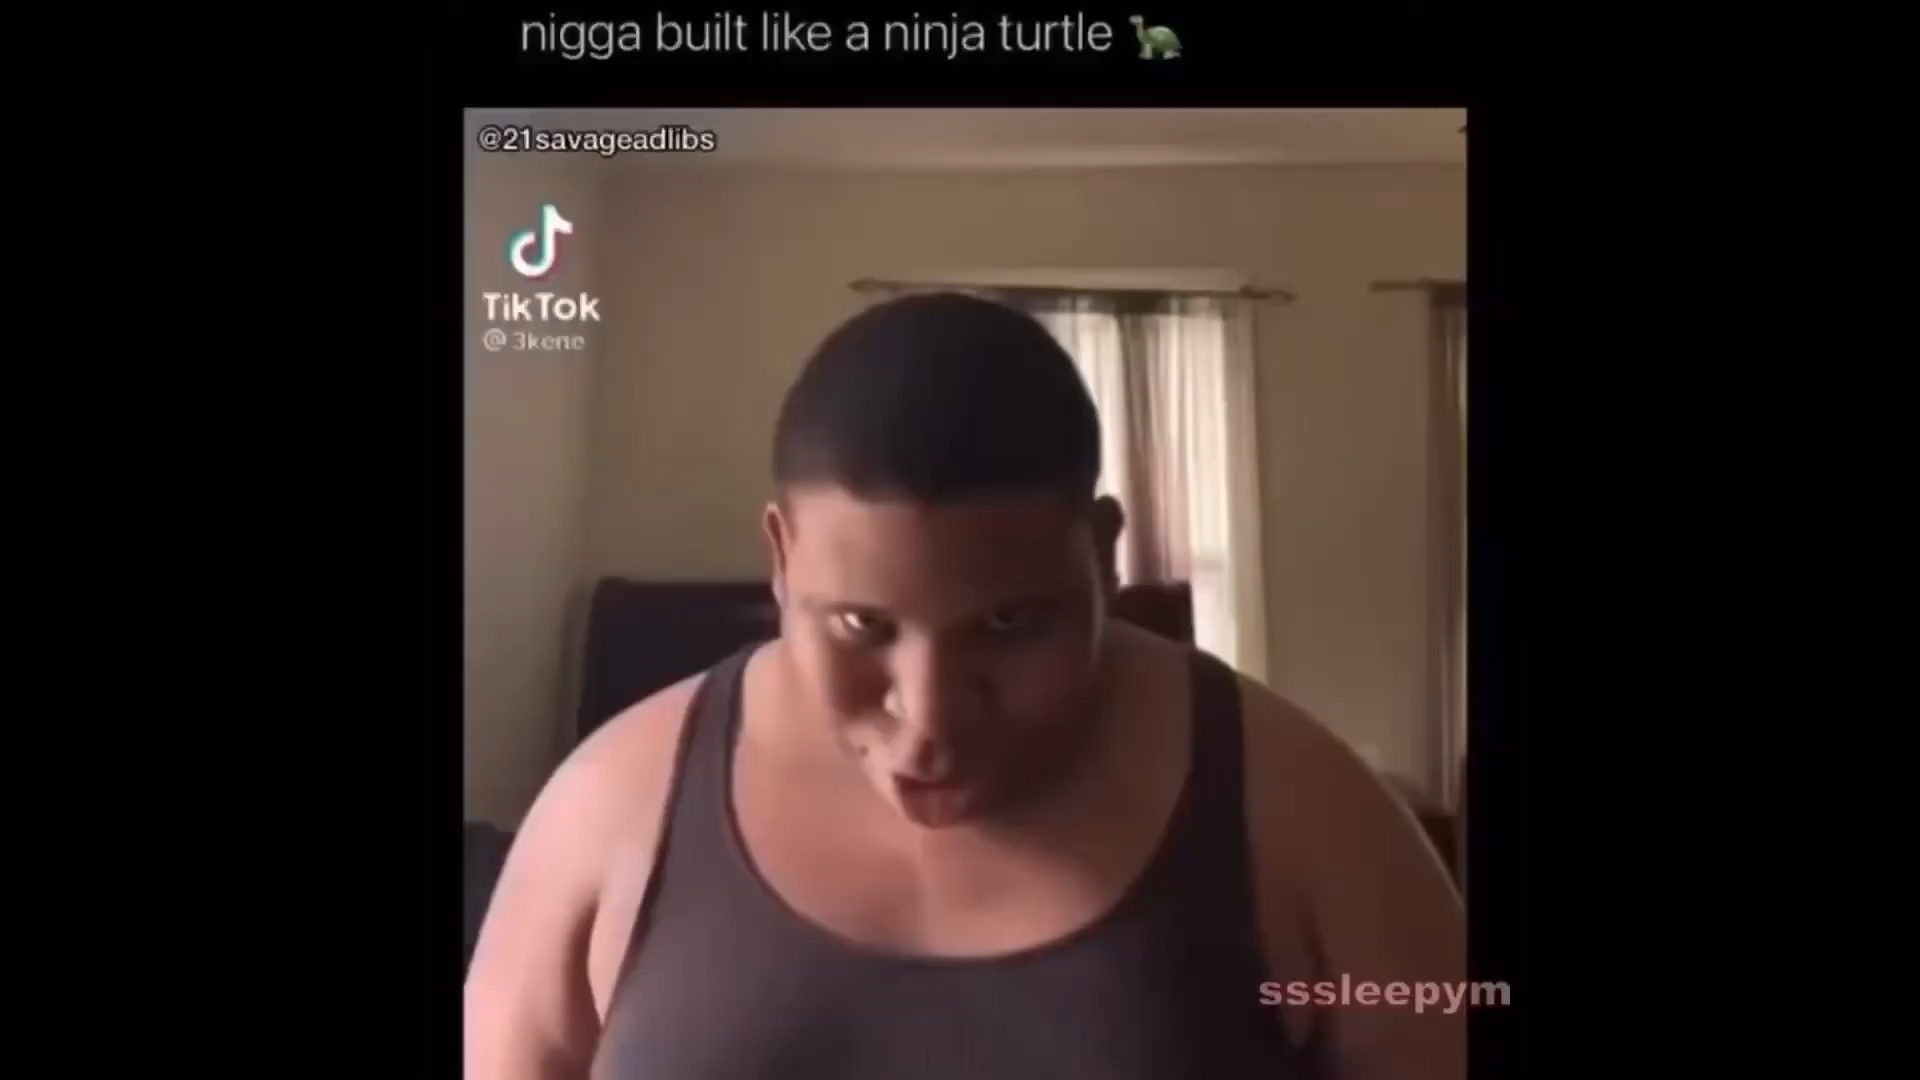 nigga built like a ninja turtle 🐢
@21savageadlibs
TikTok
@3kene
sssleepym